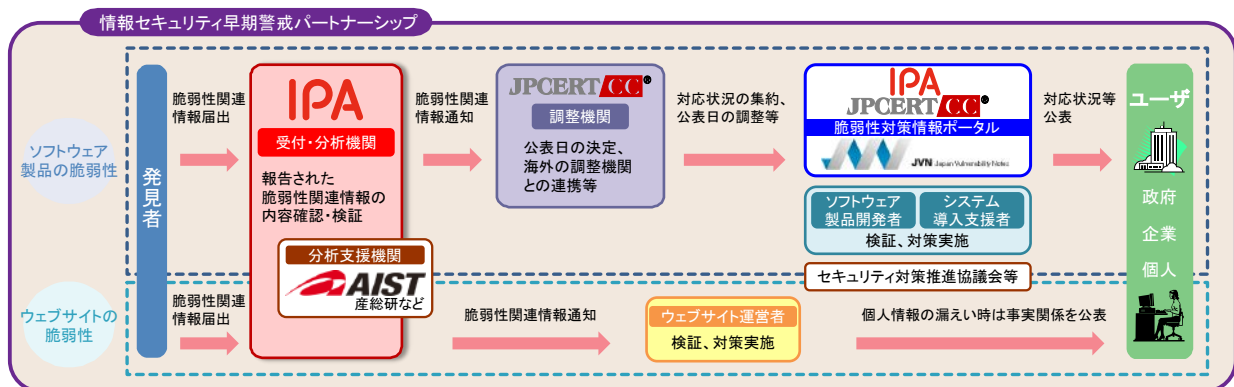 情報セキュリティ早期警戒パートナーシップ
ソフトウェア
製品の脆弱性
発見者
脆弱性関連
情報届出
IPA
受付・分析機関
報告された
脆弱性関連情報の
内容確認・検証
分析支援機関
AIST
産総研など
脆弱性関連
情報通知
JPCERT CC®
調整機関
公表日の決定、
海外の調整機関
との連携等
対応状況の集約、
公表日の調整等
IPA
JPCERT CC®
脆弱性対策情報ポータル
JVN Japan Vulnerability Notes
ソフトウェア
製品開発者
システム
導入支援者
検証、対策実施
セキュリティ対策推進協議会等
対応状況等
公表
ユーザ
政府
企業
個人
ウェブサイトの
脆弱性
脆弱性関連
情報届出
脆弱性関連情報通知
ウェブサイト運営者
検証、対策実施
個人情報の漏えい時は事実関係を公表